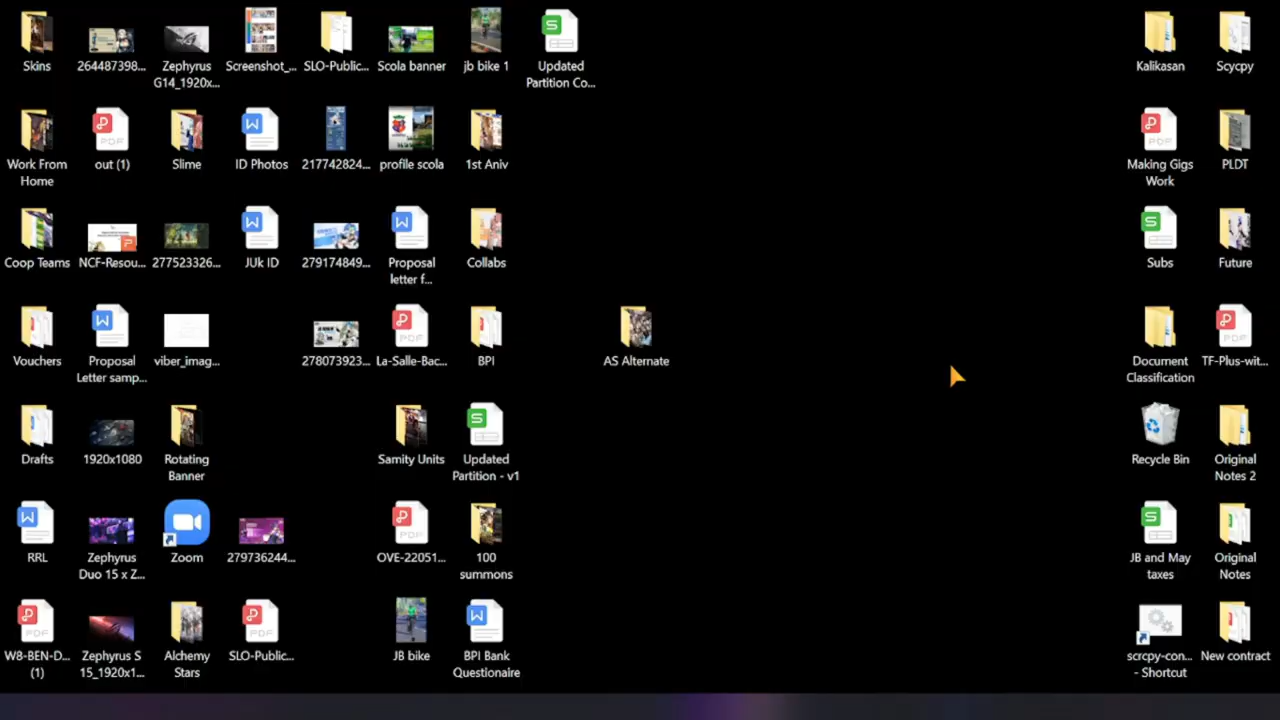 Skins
264487398...
Zephyrus
G14_1920x...
Screenshot_...
SLO-Public...
Scola banner
jb bike 1
Updated
Partition Co...
Kalikasan
Scycpy
Work From
Home
out (1)
Slime
ID Photos
217742824...
profile scola
1st Aniv
Making Gigs
Work
PLDT
Coop Teams
NCF-Resou...
277523326...
JUk ID
279174849...
Proposal
letter f...
Collabs
Subs
Future
Vouchers
Proposal
Letter samp...
viber_imag...
278073923...
La-Salle-Bac...
BPI
AS Alternate
Document
Classification
TF-Plus-wit...
Drafts
1920x1080
Rotating
Banner
Samity Units
Updated
Partition - v1
Recycle Bin
Original
Notes 2
RRL
Zephyrus
Duo 15 x Z...
Zoom
279736244...
OVE-22051...
100
summons
JB and May
taxes
Original
Notes
W8-BEN-D...
(1)
Zephyrus S
15_1920x1...
Alchemy
Stars
SLO-Public...
JB bike
BPI Bank
Questionaire
scrcpy-con...
- Shortcut
New contract